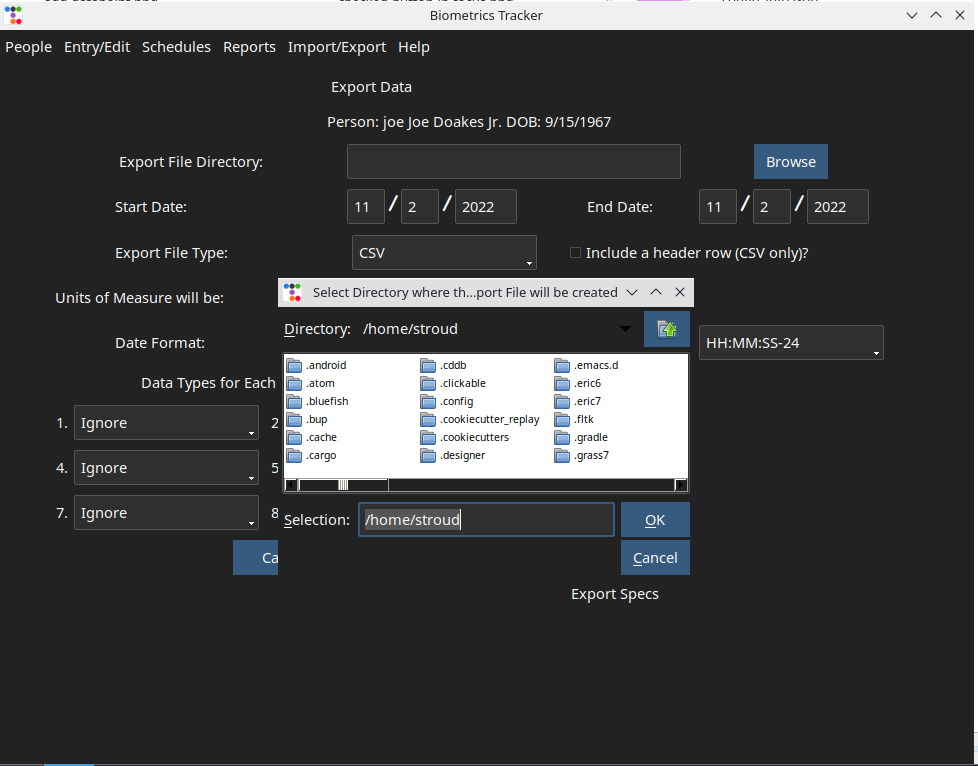 Biometrics Tracker
People Entry/Edit Schedules Reports Import/Export Help
Export Data
Person: joe Joe Doakes Jr. DOB: 9/15/1967
Export File Directory: Browse
Start Date: 11 / 2 / 2022 End Date: 11 / 2 / 2022
Export File Type: CSV Include a header row (CSV only)?
Units of Measure will be:
Select Directory where th...port File will be created
Directory: /home/stroud
Date Format: HH:MM:SS-24
.android .cddb .emacs.d
.atom .clickable .eric6
.bluefish .config .eric7
.bup .cookiecutter_replay .fltk
.cache .cookiecutters .gradle
.cargo .designer .grass7
Data Types for Each
1. Ignore 2
4. Ignore 5
7. Ignore 8
Selection: /home/stroud OK
Ca Cancel
Export Specs